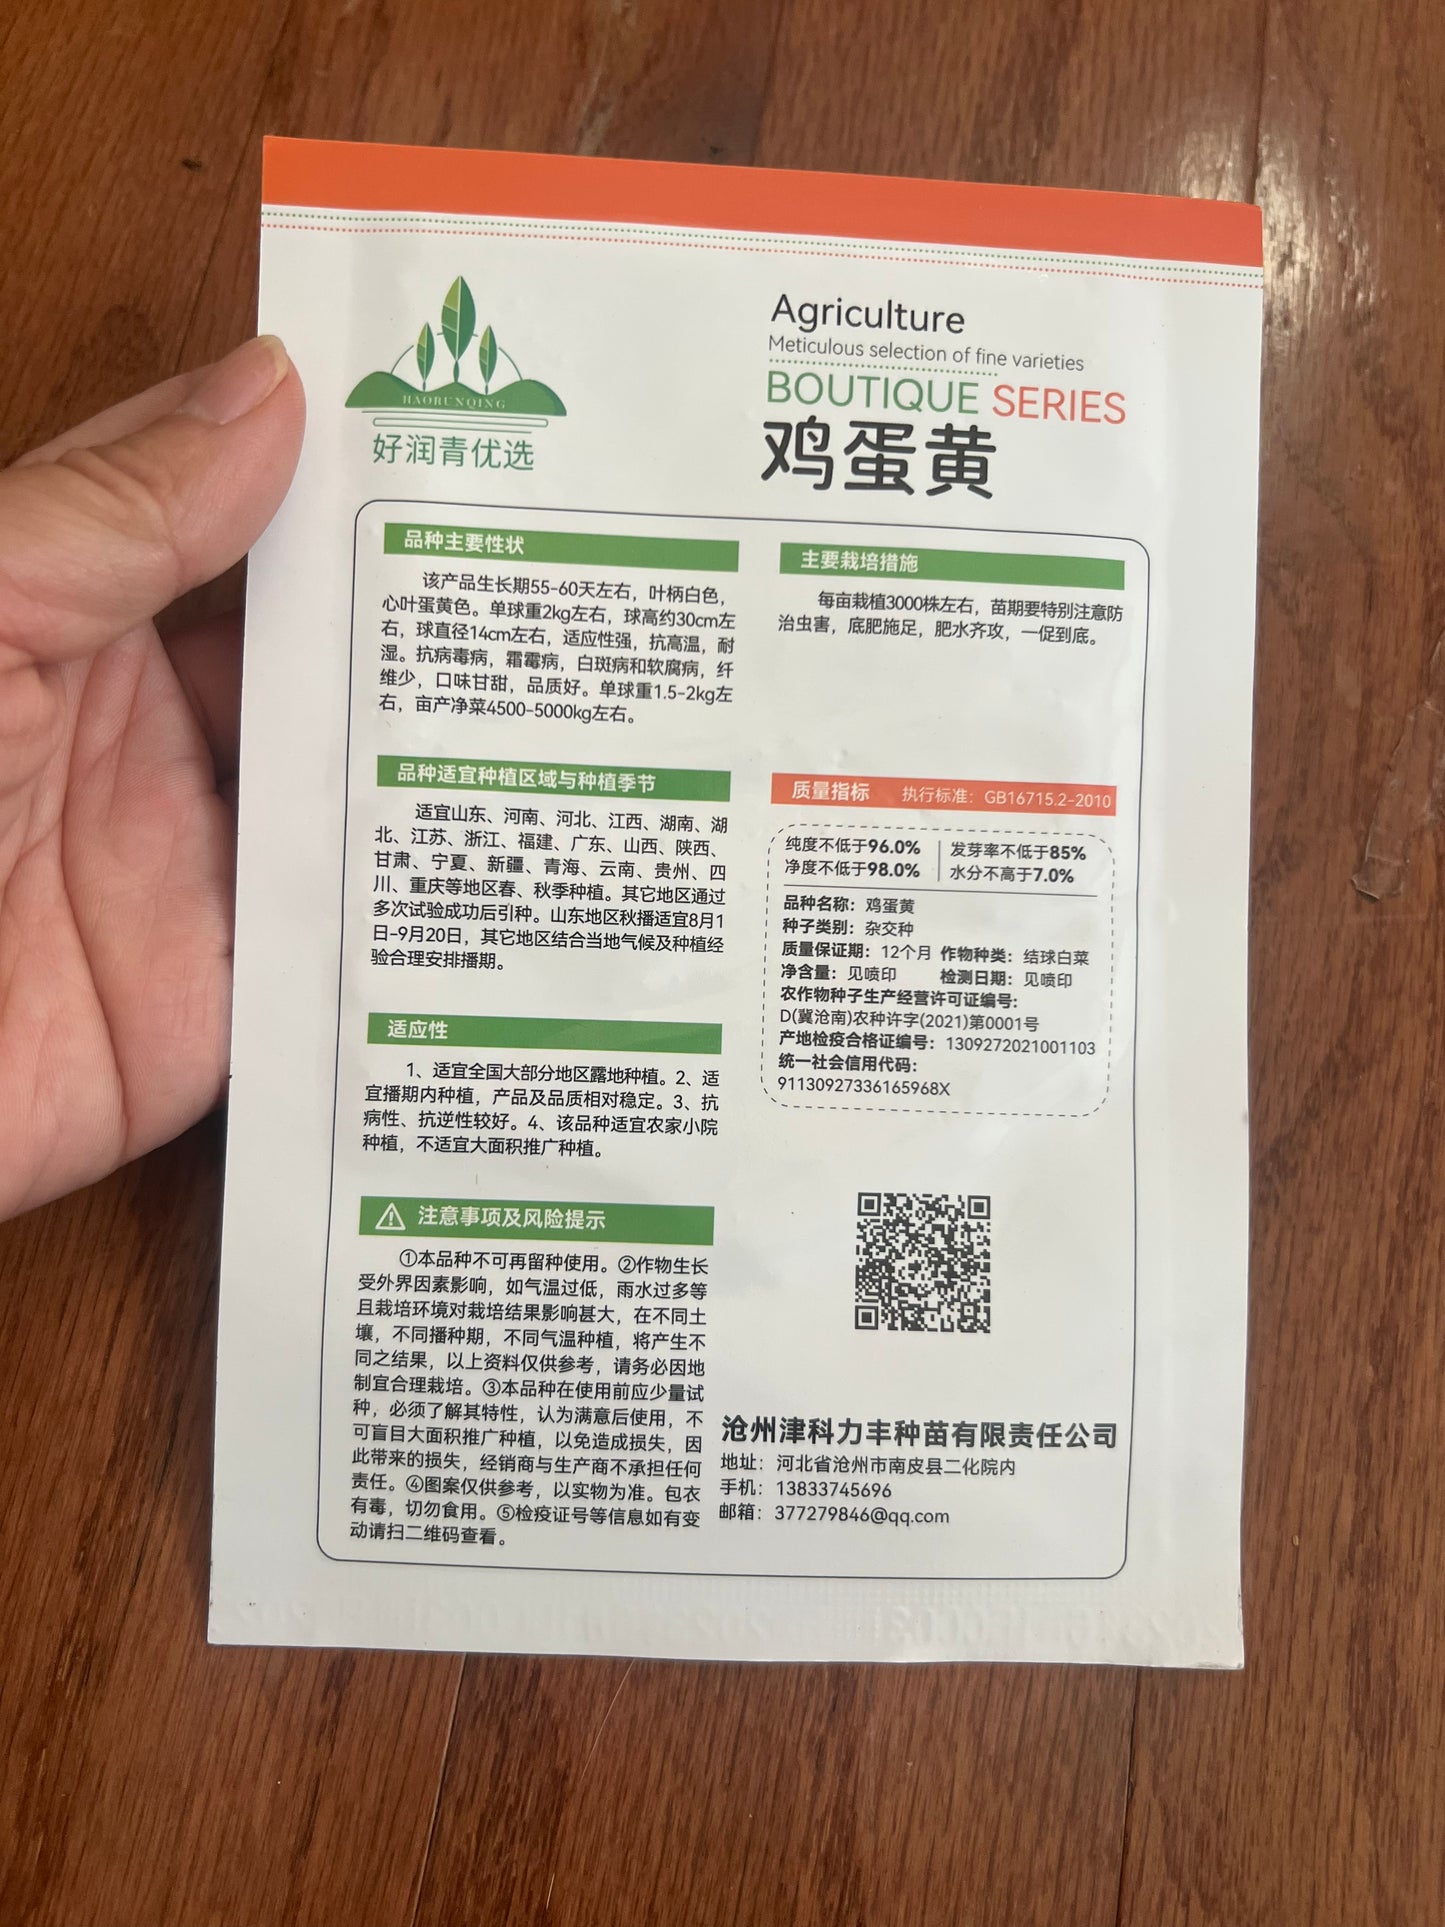 HAORUNQING
好润青优选
Agriculture
Meticulous selection of fine varieties
BOUTIQUE SERIES
鸡蛋黄
品种主要性状
该产品生长期55-60天左右，叶柄白色，
心叶蛋黄色。单球重2kg左右，球高约30cm左
右，球直径14cm左右，适应性强，抗高温，耐
湿。抗病毒病，霜霉病，白斑病和软腐病，纤
维少，口味甘甜，品质好。单球重1.5-2kg左
右，亩产净菜4500-5000kg左右。
品种适宜种植区域与种植季节
适宜山东、河南、河北、江西、湖南、湖
北、江苏、浙江、福建、广东、山西、陕西、
甘肃、宁夏、新疆、青海、云南、贵州、四
川、重庆等地区春、秋季种植。其它地区通过
多次试验成功后引种。山东地区秋播适宜8月1
日-9月20日，其它地区结合当地气候及种植经
验合理安排播期。
适应性
1、适宜全国大部分地区露地种植。2、适
宜播期内种植，产品及品质相对稳定。3、抗
病性、抗逆性较好。4、该品种适宜农家小院
种植，不适宜大面积推广种植。
注意事项及风险提示
①本品种不可再留种使用。②作物生长
受外界因素影响，如气温过低，雨水过多等
且栽培环境对栽培结果影响甚大，在不同土
壤，不同播种期，不同气温种植，将产生不
同之结果，以上资料仅供参考，请务必因地
制宜合理栽培。③本品种在使用前应少量试
种，必须了解其特性，认为满意后使用，不
可盲目大面积推广种植，以免造成损失，因
此带来的损失，经销商与生产商不承担任何
责任。④图案仅供参考，以实物为准。包衣
有毒，切勿食用。⑤检疫证号等信息如有变
动请扫二维码查看。
主要栽培措施
每亩栽植3000株左右，苗期要特别注意防
治虫害，底肥施足，肥水齐攻，一促到底。
质量指标 执行标准：GB16715.2-2010
纯度不低于96.0% 发芽率不低于85%
净度不低于98.0% 水分不高于7.0%
品种名称：鸡蛋黄
种子类别：杂交种
质量保证期：12个月 作物种类：结球白菜
净含量：见喷印 检测日期：见喷印
农作物种子生产经营许可证编号：
D(冀沧南)农种许字(2021)第0001号
产地检疫合格证编号：1309272021001103
统一社会信用代码：
91130927336165968X
沧州津科力丰种苗有限责任公司
地址：河北省沧州市南皮县二化院内
手机：13833745696
邮箱：377279846@qq.com